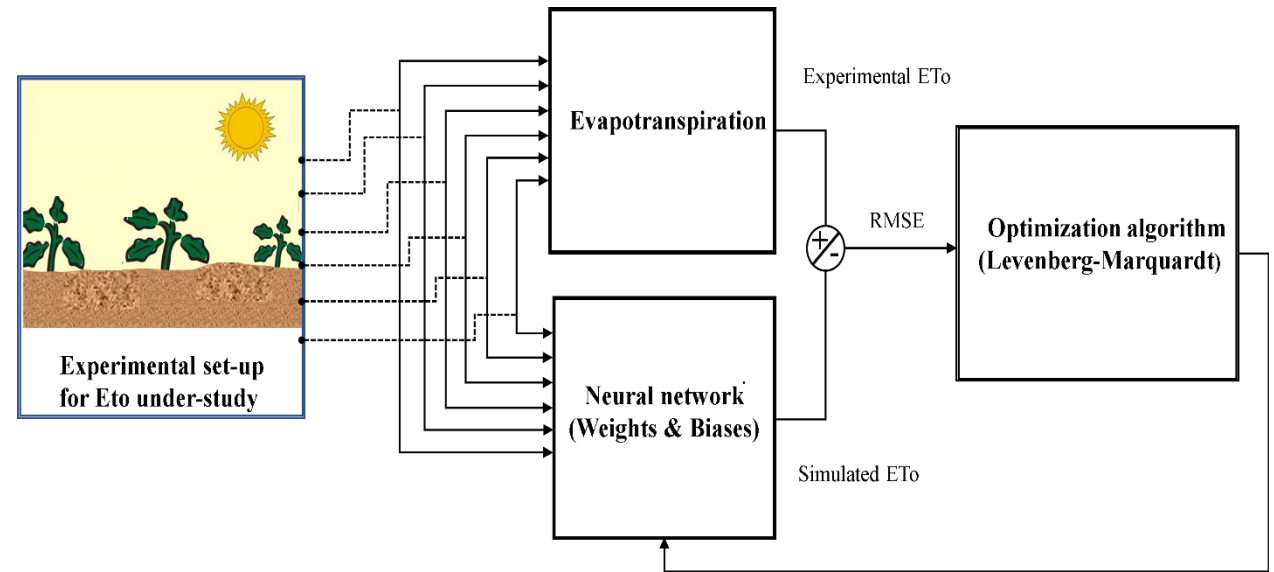 Experimental set-up
for Eto under-study
Evapotranspiration
Neural network
(Weights & Biases)
Experimental ETo
Simulated ETo
+
-
RMSE
Optimization algorithm
(Levenberg-Marquardt)